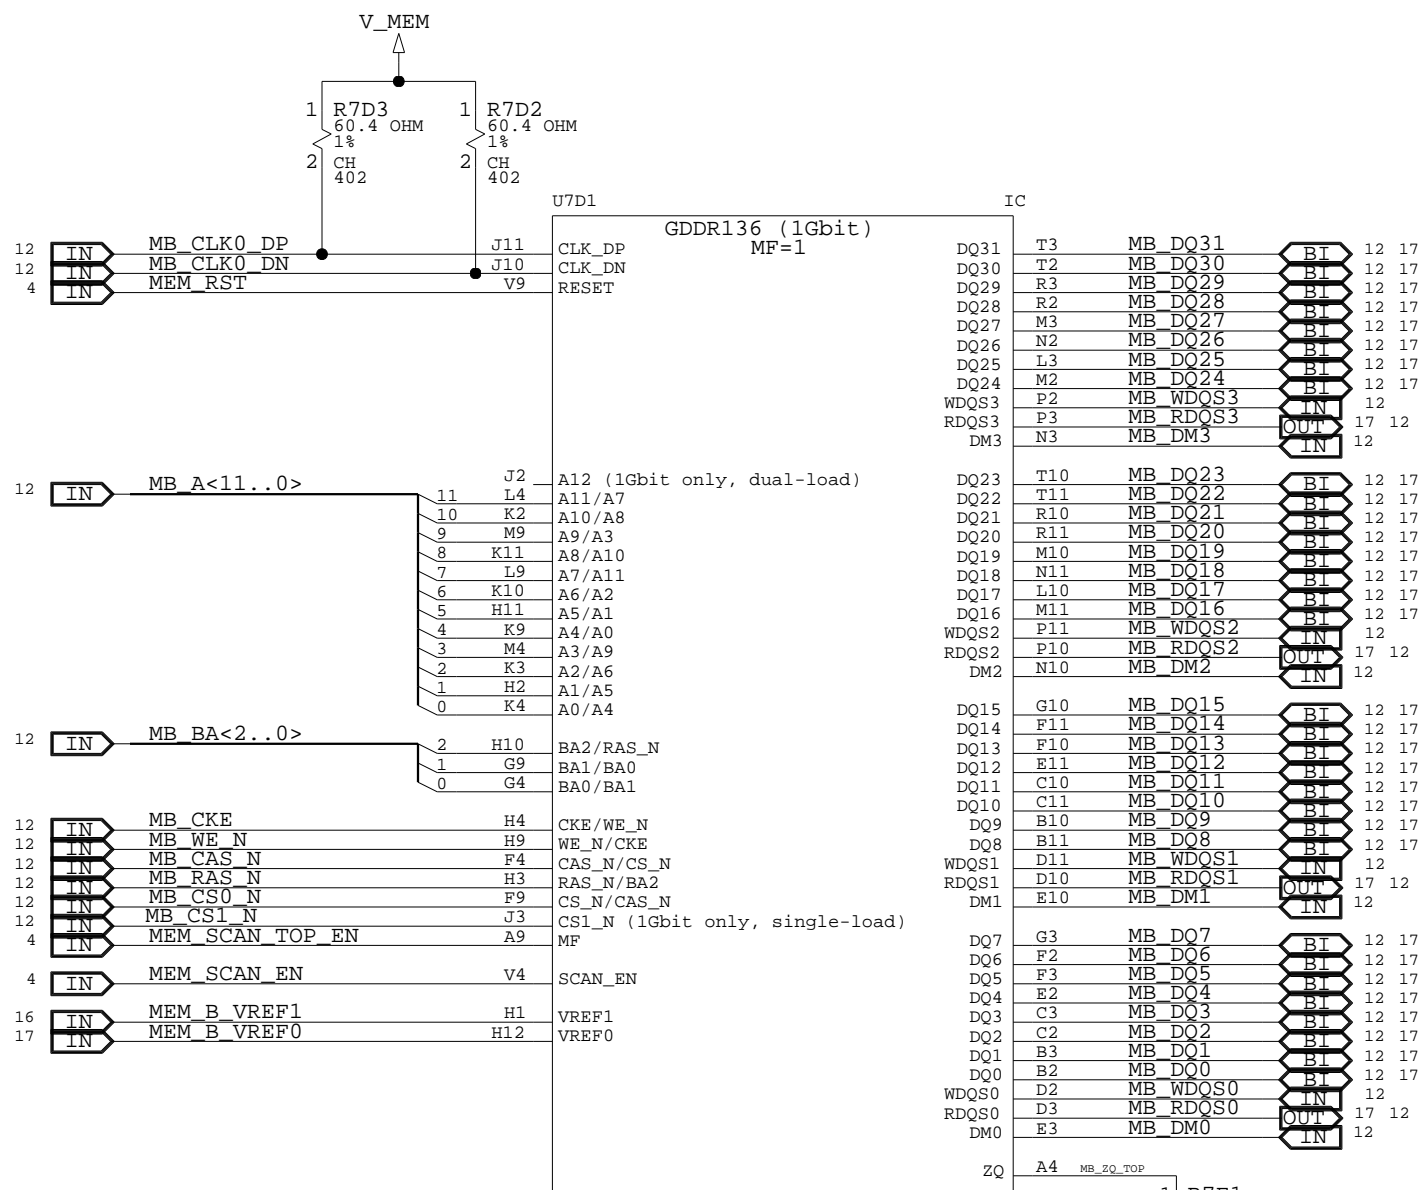 V_MEM
1 R7D3
60.4 OHM
1%
2 CH
402
1 R7D2
60.4 OHM
1%
2 CH
402
U7D1 IC
GDDR136 (1Gbit)
MF=1
12 IN MB_CLK0_DP J11 CLK_DP
12 IN MB_CLK0_DN J10 CLK_DN
4 IN MEM_RST V9 RESET
12 IN MB_A<11..0>
J2 A12 (1Gbit only, dual-load)
11 L4 A11/A7
10 K2 A10/A8
9 M9 A9/A3
8 K11 A8/A10
7 L9 A7/A11
6 K10 A6/A2
5 H11 A5/A1
4 K9 A4/A0
3 M4 A3/A9
2 K3 A2/A6
1 H2 A1/A5
0 K4 A0/A4
12 IN MB_BA<2..0>
2 H10 BA2/RAS_N
1 G9 BA1/BA0
0 G4 BA0/BA1
12 IN MB_CKE H4 CKE/WE_N
12 IN MB_WE_N H9 WE_N/CKE
12 IN MB_CAS_N F4 CAS_N/CS_N
12 IN MB_RAS_N H3 RAS_N/BA2
12 IN MB_CS0_N F9 CS_N/CAS_N
12 IN MB_CS1_N J3 CS1_N (1Gbit only, single-load)
4 IN MEM_SCAN_TOP_EN A9 MF
4 IN MEM_SCAN_EN V4 SCAN_EN
16 IN MEM_B_VREF1 H1 VREF1
17 IN MEM_B_VREF0 H12 VREF0
DQ31 T3 MB_DQ31 BI 12 17
DQ30 T2 MB_DQ30 BI 12 17
DQ29 R3 MB_DQ29 BI 12 17
DQ28 R2 MB_DQ28 BI 12 17
DQ27 M3 MB_DQ27 BI 12 17
DQ26 N2 MB_DQ26 BI 12 17
DQ25 L3 MB_DQ25 BI 12 17
DQ24 M2 MB_DQ24 BI 12 17
WDQS3 P2 MB_WDQS3 IN 12
RDQS3 P3 MB_RDQS3 OUT 17 12
DM3 N3 MB_DM3 IN 12
DQ23 T10 MB_DQ23 BI 12 17
DQ22 T11 MB_DQ22 BI 12 17
DQ21 R10 MB_DQ21 BI 12 17
DQ20 R11 MB_DQ20 BI 12 17
DQ19 M10 MB_DQ19 BI 12 17
DQ18 N11 MB_DQ18 BI 12 17
DQ17 L10 MB_DQ17 BI 12 17
DQ16 M11 MB_DQ16 BI 12 17
WDQS2 P11 MB_WDQS2 IN 12
RDQS2 P10 MB_RDQS2 OUT 17 12
DM2 N10 MB_DM2 IN 12
DQ15 G10 MB_DQ15 BI 12 17
DQ14 F11 MB_DQ14 BI 12 17
DQ13 F10 MB_DQ13 BI 12 17
DQ12 E11 MB_DQ12 BI 12 17
DQ11 C10 MB_DQ11 BI 12 17
DQ10 C11 MB_DQ10 BI 12 17
DQ9 B10 MB_DQ9 BI 12 17
DQ8 B11 MB_DQ8 BI 12 17
WDQS1 D11 MB_WDQS1 IN 12
RDQS1 D10 MB_RDQS1 OUT 17 12
DM1 E10 MB_DM1 IN 12
DQ7 G3 MB_DQ7 BI 12 17
DQ6 F2 MB_DQ6 BI 12 17
DQ5 F3 MB_DQ5 BI 12 17
DQ4 E2 MB_DQ4 BI 12 17
DQ3 C3 MB_DQ3 BI 12 17
DQ2 C2 MB_DQ2 BI 12 17
DQ1 B3 MB_DQ1 BI 12 17
DQ0 B2 MB_DQ0 BI 12 17
WDQS0 D2 MB_WDQS0 IN 12
RDQS0 D3 MB_RDQS0 OUT 17 12
DM0 E3 MB_DM0 IN 12
ZQ A4 MB_ZQ_TOP